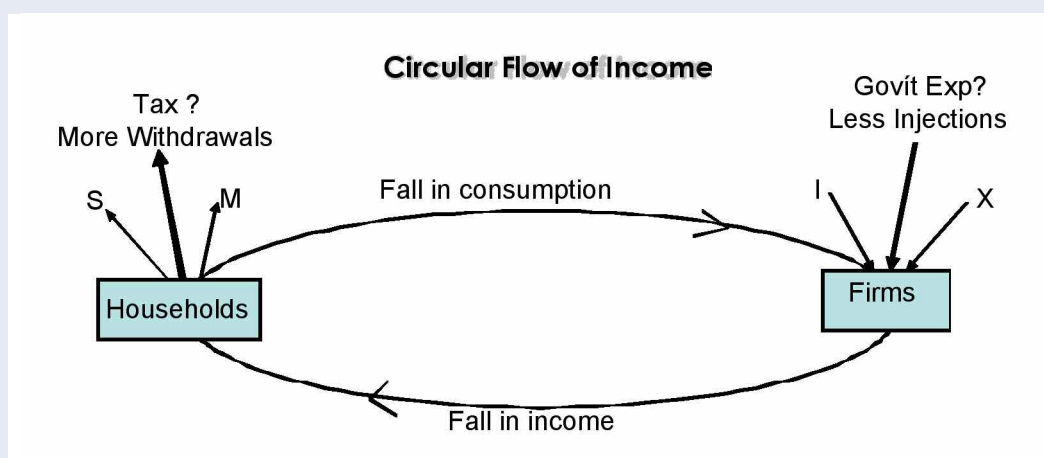 Circular Flow of Income
Tax ?
More Withdrawals
Govít Exp?
Less Injections
S
M
Fall in consumption
I
X
Households
Firms
Fall in income